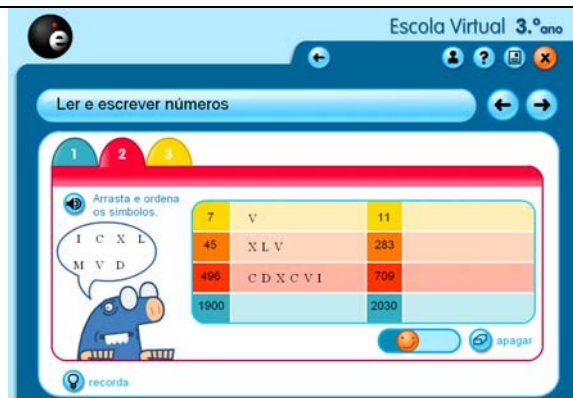 e
Escola Virtual 3.ºano
?
Ler e escrever números
1 2 3
Arrasta e ordena
os símbolos.
I C X L
M V D
7 V 11
45 X L V 283
496 C D X C V I 709
1900 2030
apagar
recorda